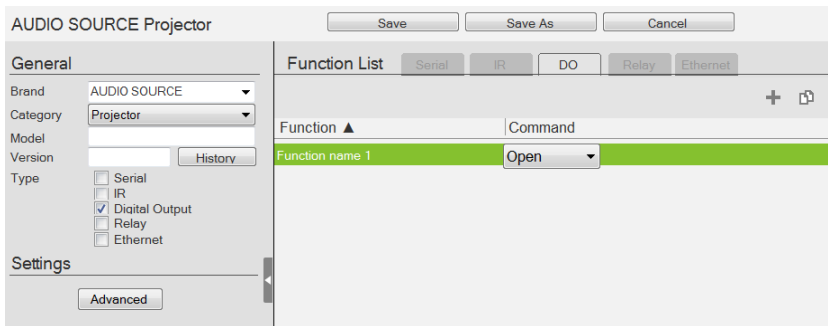 AUDIO SOURCE Projector
Save
Save As
Cancel
General
Brand
AUDIO SOURCE
Category
Projector
Model
Version
History
Type
Serial
IR
Digital Output
Relay
Ethernet
Settings
Advanced
Function List
Serial
IR
DO
Relay
Ethernet
Function ▲
Command
Function name 1
Open